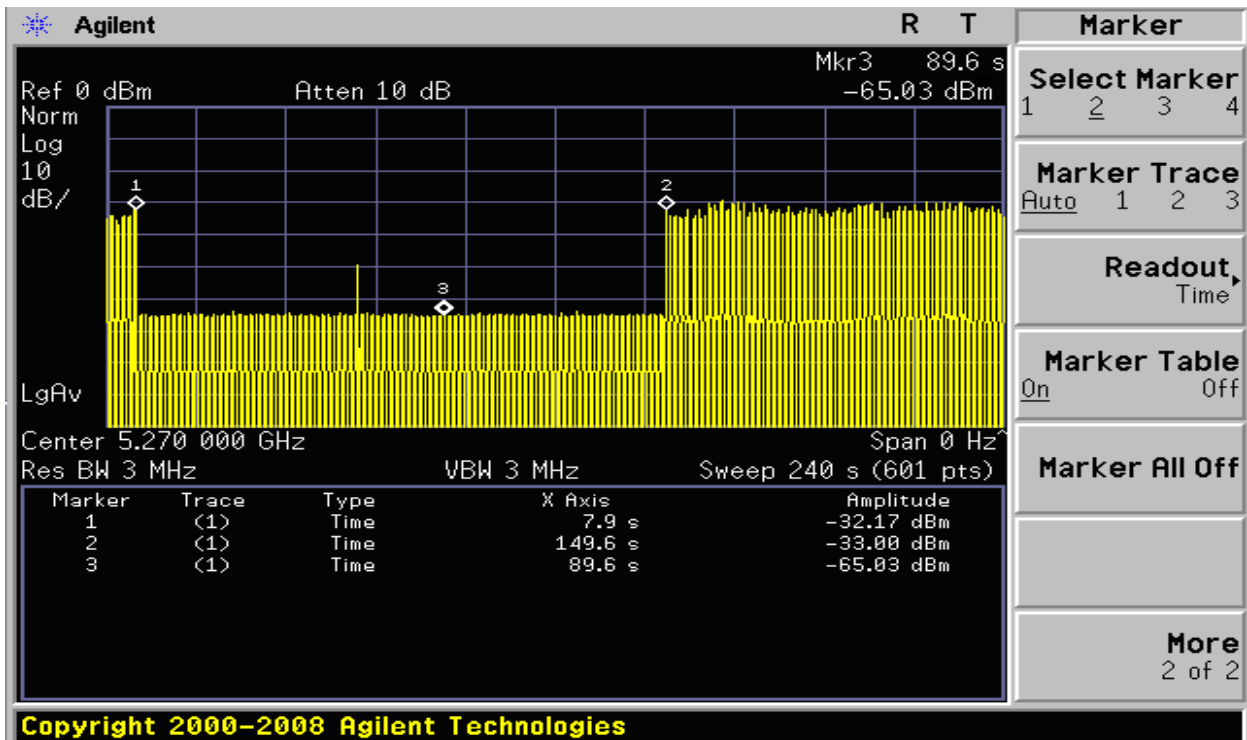 Agilent R T
Mkr3 89.6 s
Ref 0 dBm Atten 10 dB -65.03 dBm
Norm
Log
10
dB/
1
2
3
LgAv
Center 5.270 000 GHz Span 0 Hz^
Res BW 3 MHz VBW 3 MHz Sweep 240 s (601 pts)
Marker Trace Type X Axis Amplitude
1 (1) Time 7.9 s -32.17 dBm
2 (1) Time 149.6 s -33.00 dBm
3 (1) Time 89.6 s -65.03 dBm
Marker
Select Marker
1 2 3 4
Marker Trace
Auto 1 2 3
Readout
Time
Marker Table
On Off
Marker All Off
More
2 of 2
Copyright 2000-2008 Agilent Technologies